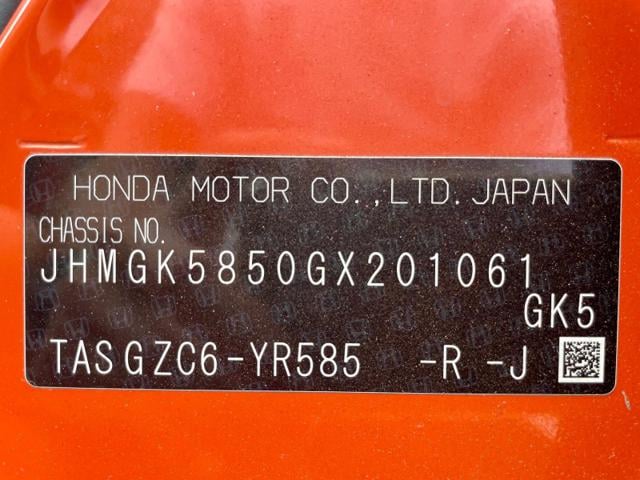 HONDA MOTOR CO.,LTD.JAPAN
CHASSIS NO.
JHMGK5850GX201061
GK5
TASGZC6-YR585 -R -J